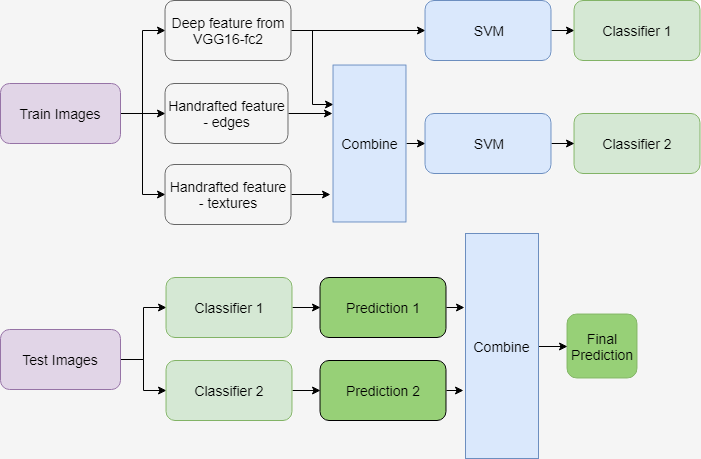 Deep feature from
VGG16-fc2
SVM
Classifier 1
Train Images
Handrafted feature
- edges
Combine
SVM
Classifier 2
Handrafted feature
- textures
Classifier 1
Prediction 1
Test Images
Combine
Final
Prediction
Classifier 2
Prediction 2